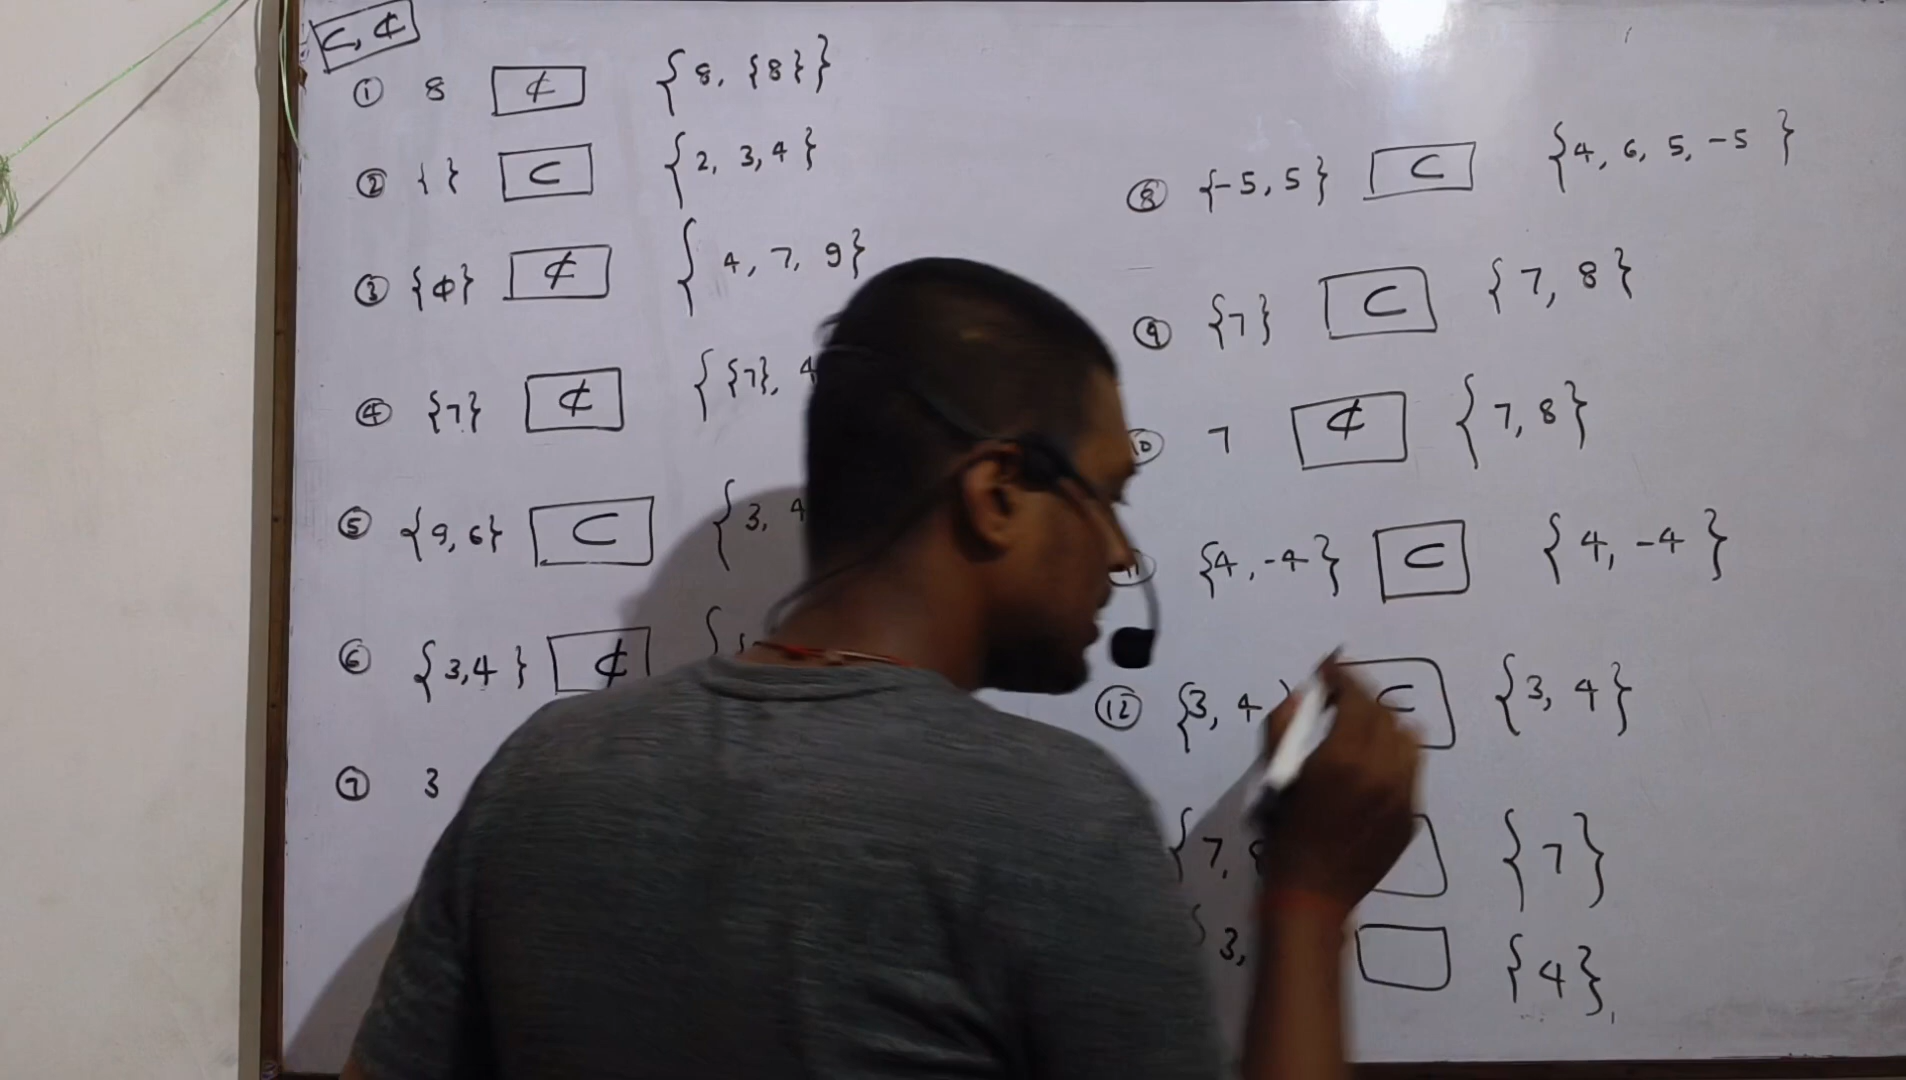 ⊂, ⊄
① 8 ⊄ {8, {8}}
② { } ⊂ {2, 3, 4}
③ {ϕ} ⊄ {4, 7, 9}
④ {7} ⊄ {{7}, 4
⑤ {9, 6} ⊂ {3, 4
⑥ {3,4} ⊄ {
⑦ 3
⑧ {-5, 5} ⊂ {4, 6, 5, -5}
⑨ {7} ⊂ {7, 8}
⑩ 7 ⊄ {7, 8}
⑪ {4, -4} ⊂ {4, -4}
⑫ {3, 4 ⊂ {3, 4}
{7, {7}
{3, {4}